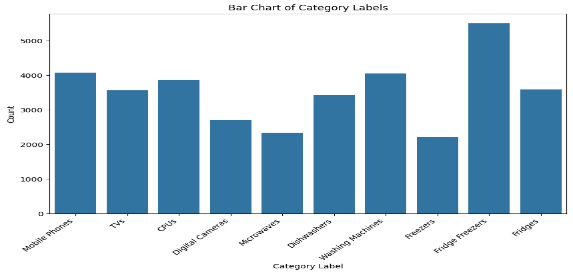 Bar Chart of Category Labels
5000
4000
3000
2000
1000
0
Count
Mobile Phones
TVs
CPUs
Digital Cameras
Microwaves
Dishwashers
Washing Machines
Freezers
Fridge Freezers
Fridges
Category Label